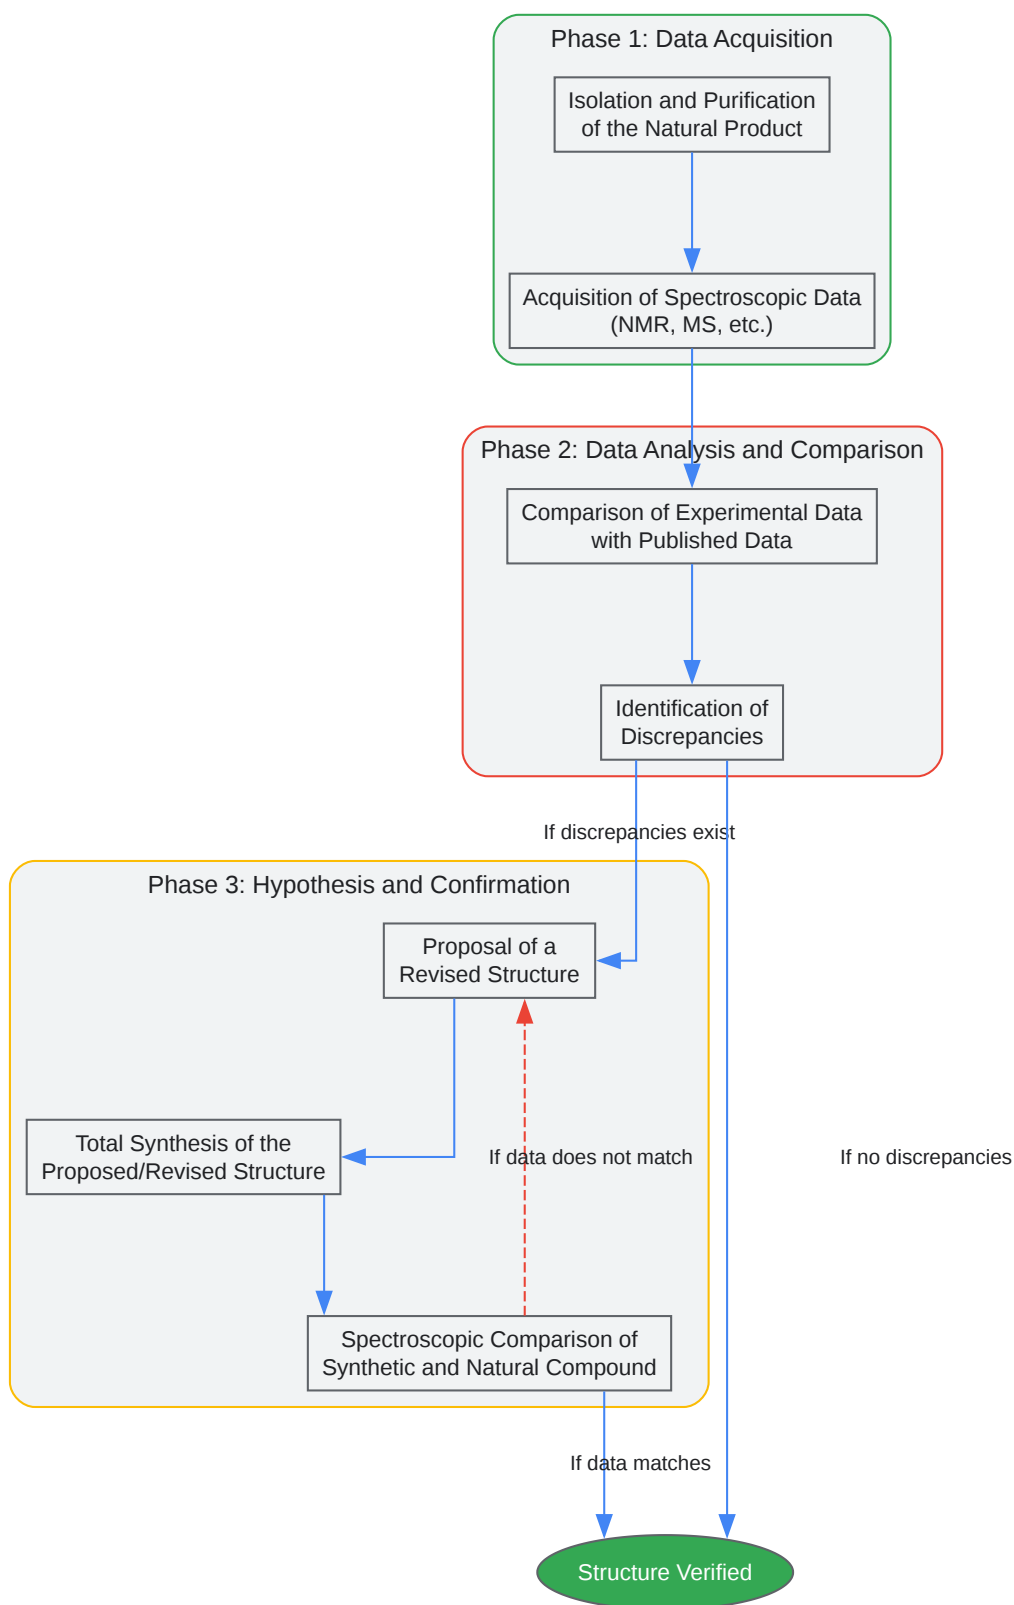 Phase 1: Data Acquisition
Isolation and Purification
of the Natural Product
Acquisition of Spectroscopic Data
(NMR, MS, etc.)
Phase 2: Data Analysis and Comparison
Comparison of Experimental Data
with Published Data
Identification of
Discrepancies
If discrepancies exist
Phase 3: Hypothesis and Confirmation
Proposal of a
Revised Structure
Total Synthesis of the
Proposed/Revised Structure
If data does not match
If no discrepancies
Spectroscopic Comparison of
Synthetic and Natural Compound
If data matches
Structure Verified